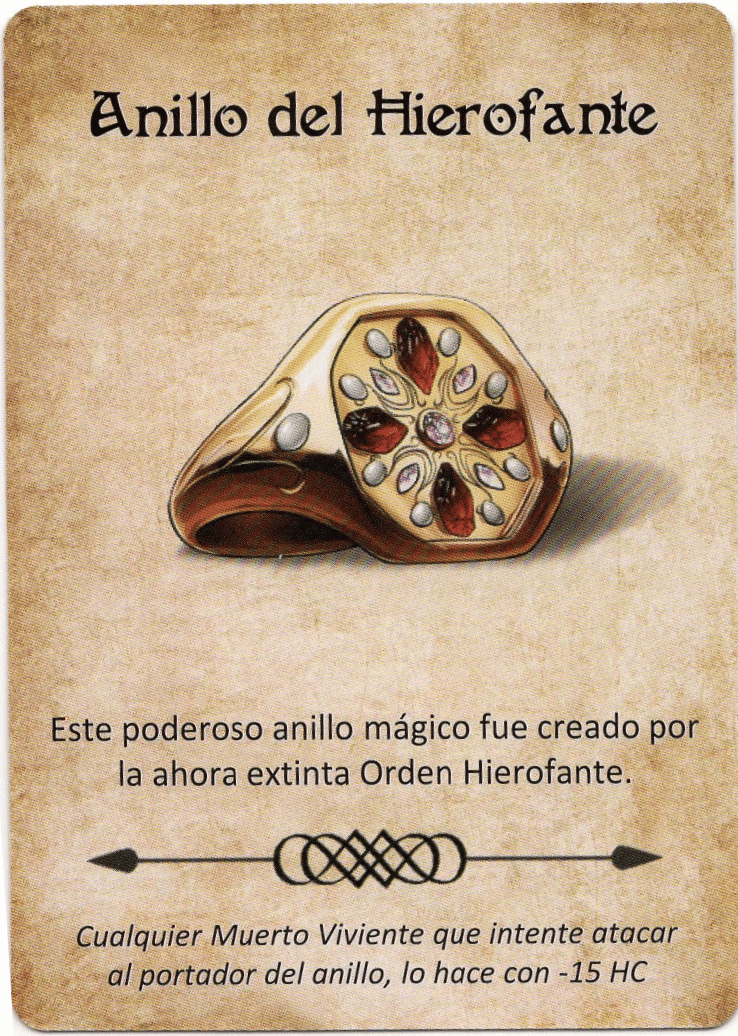 Anillo del Hierofante
Este poderoso anillo mágico fue creado por
la ahora extinta Orden Hierofante.
Cualquier Muerto Viviente que intente atacar
al portador del anillo, lo hace con -15 HC